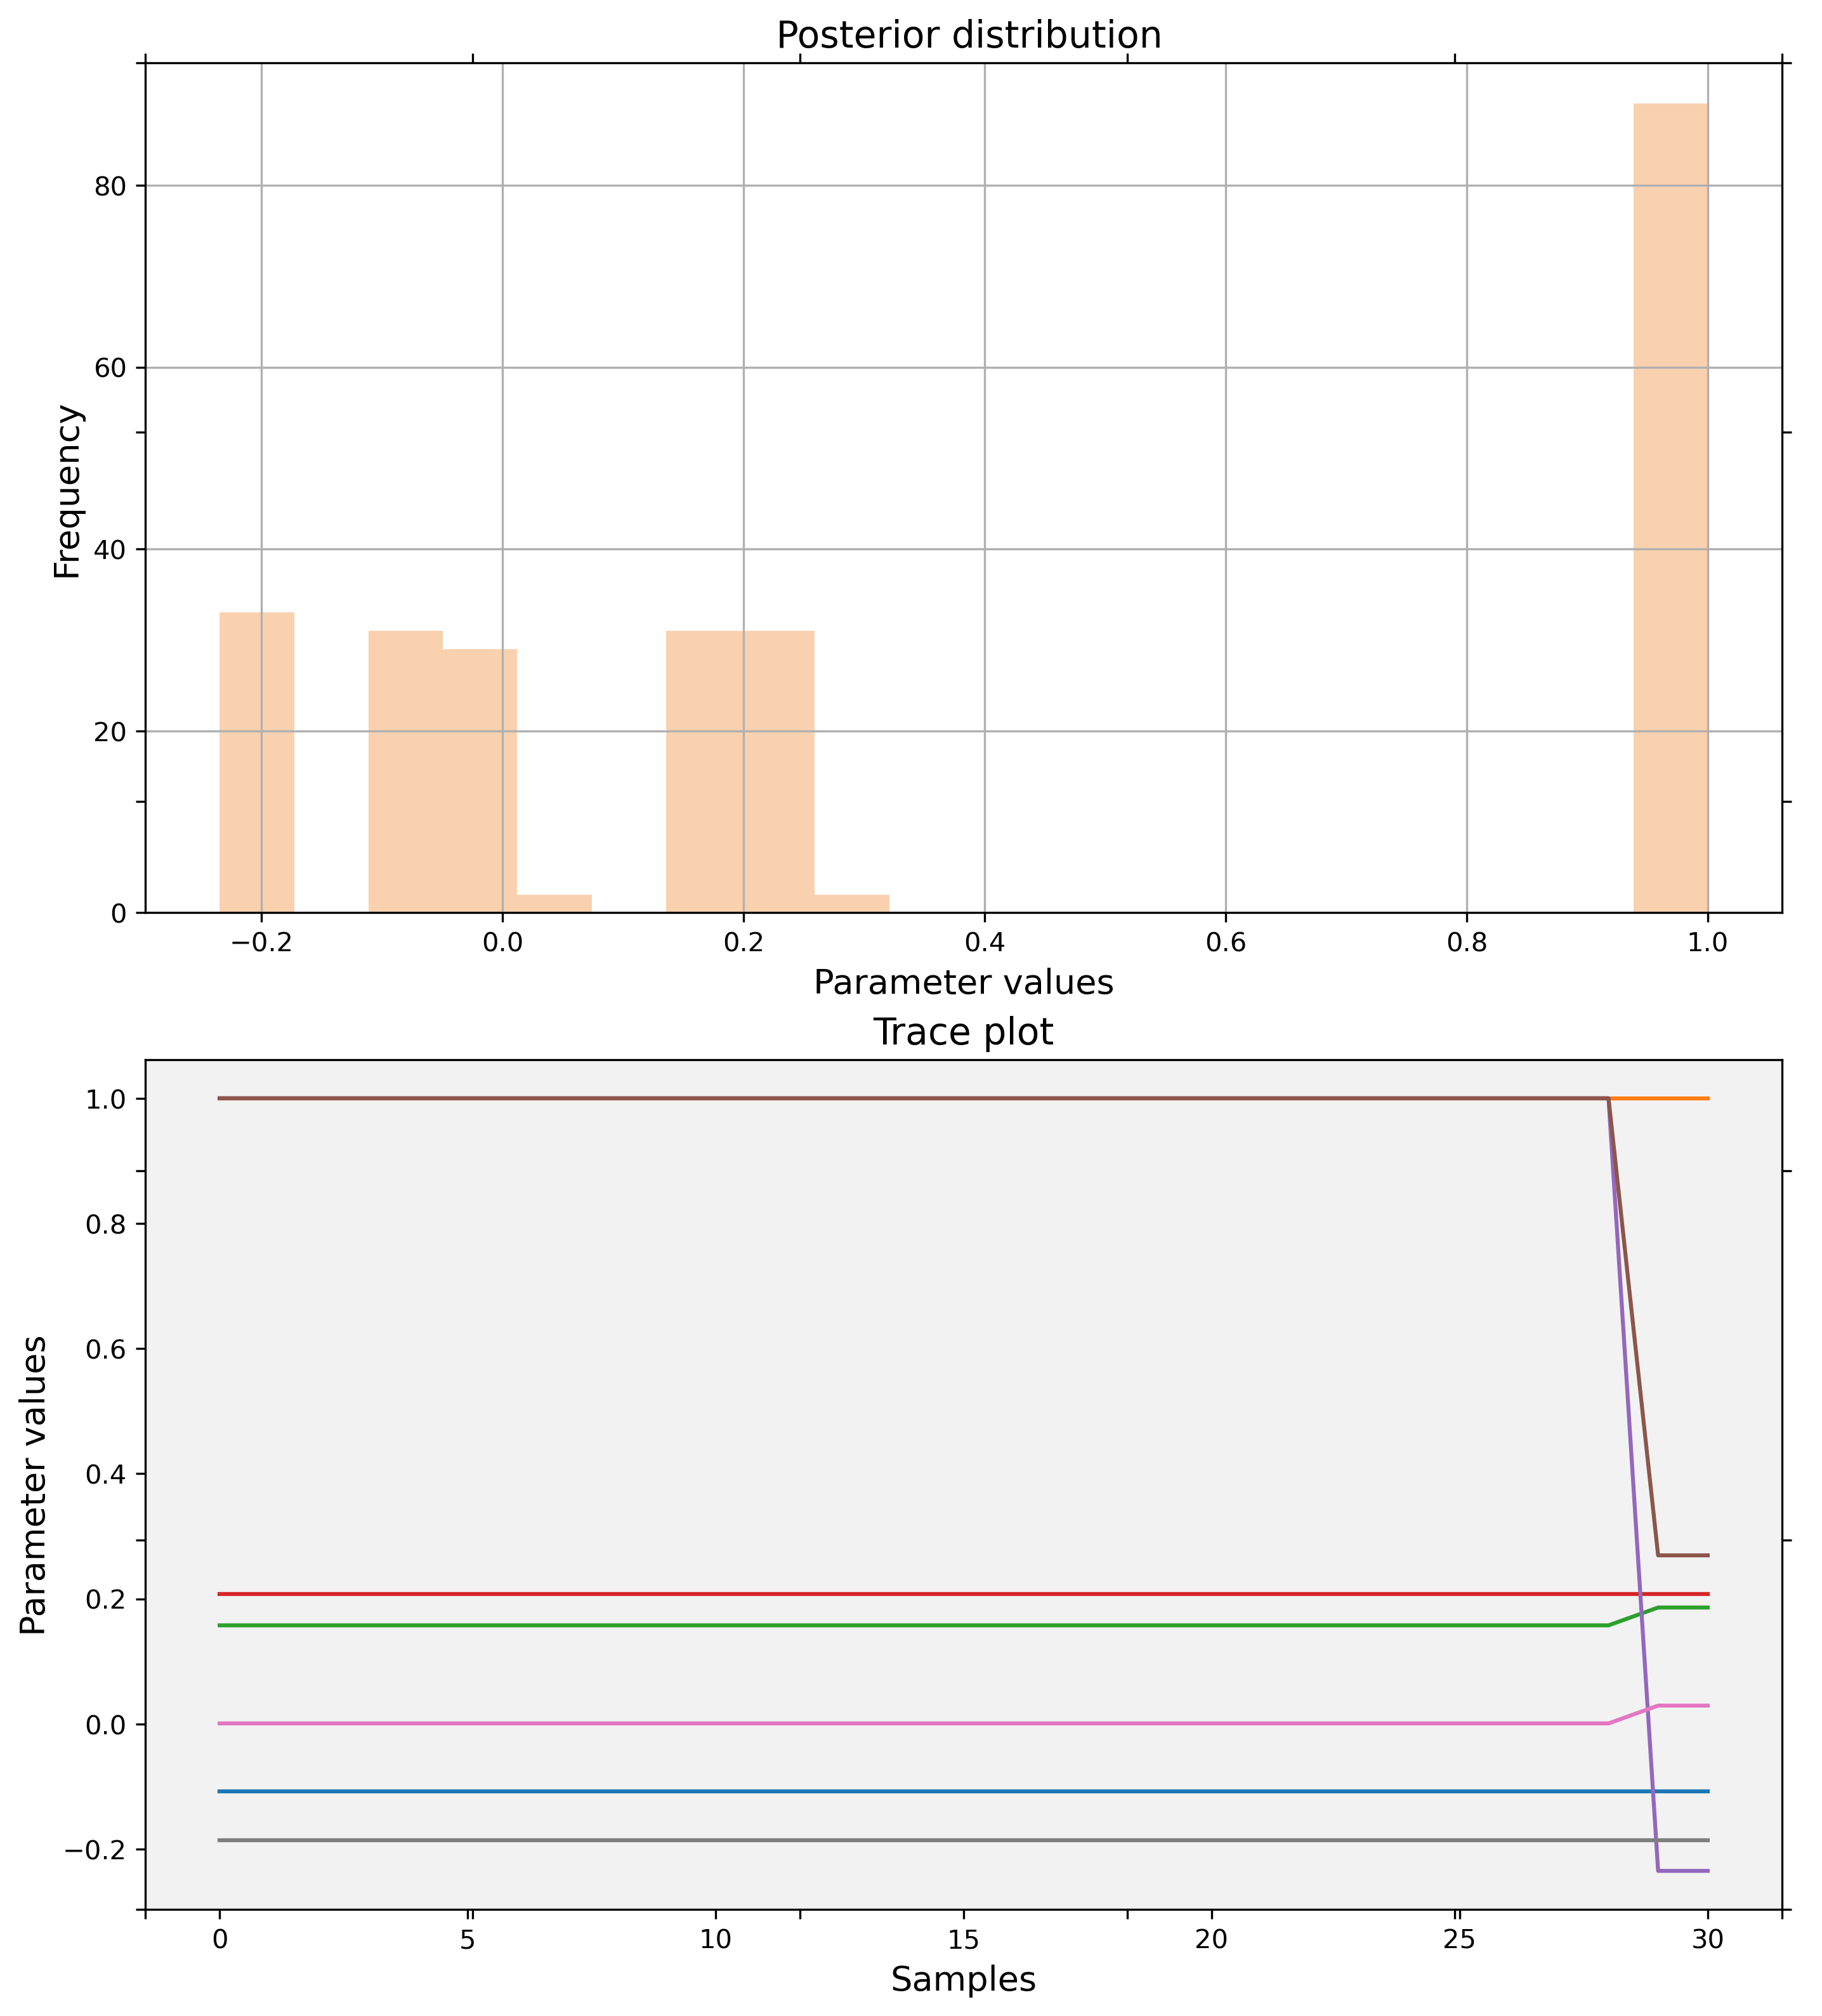 Posterior distribution
Frequency
80
60
40
20
0
−0.2 0.0 0.2 0.4 0.6 0.8 1.0
Parameter values
Trace plot
Parameter values
1.0
0.8
0.6
0.4
0.2
0.0
−0.2
0 5 10 15 20 25 30
Samples